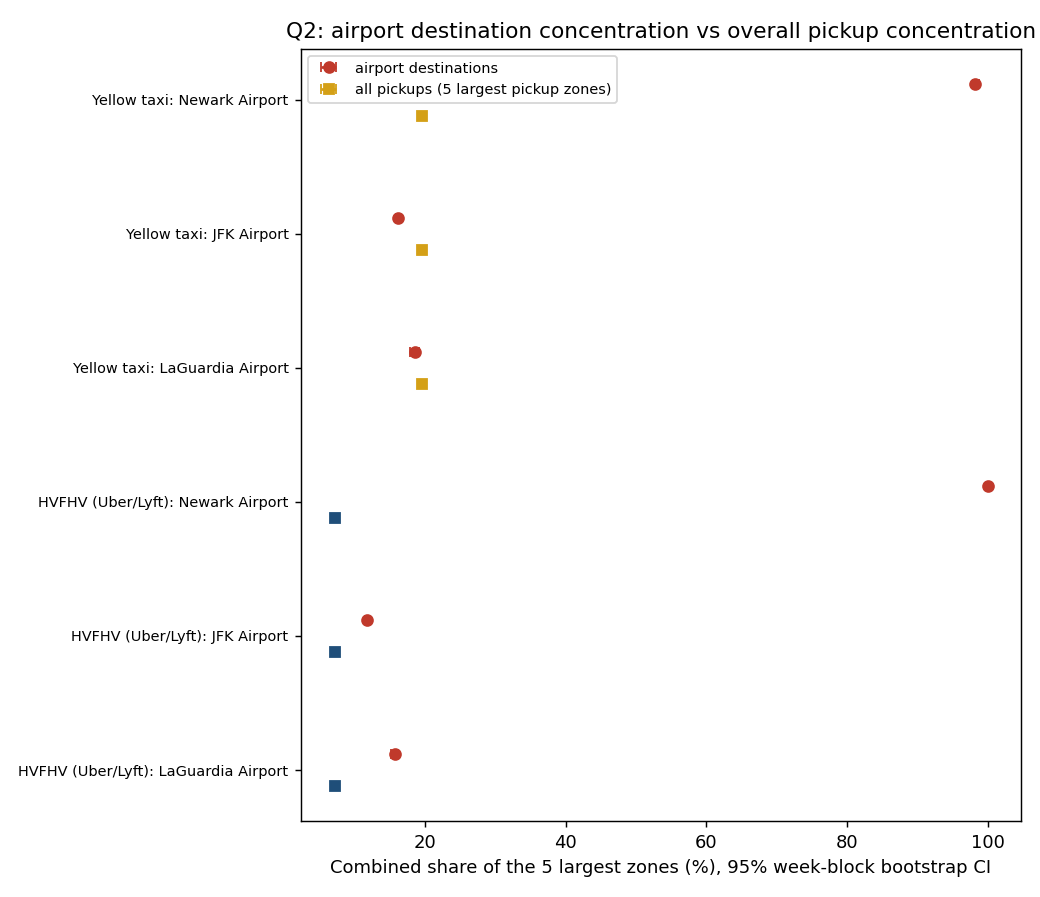 Q2: airport destination concentration vs overall pickup concentration
airport destinations
all pickups (5 largest pickup zones)
Yellow taxi: Newark Airport
Yellow taxi: JFK Airport
Yellow taxi: LaGuardia Airport
HVFHV (Uber/Lyft): Newark Airport
HVFHV (Uber/Lyft): JFK Airport
HVFHV (Uber/Lyft): LaGuardia Airport
20 40 60 80 100
Combined share of the 5 largest zones (%), 95% week-block bootstrap CI